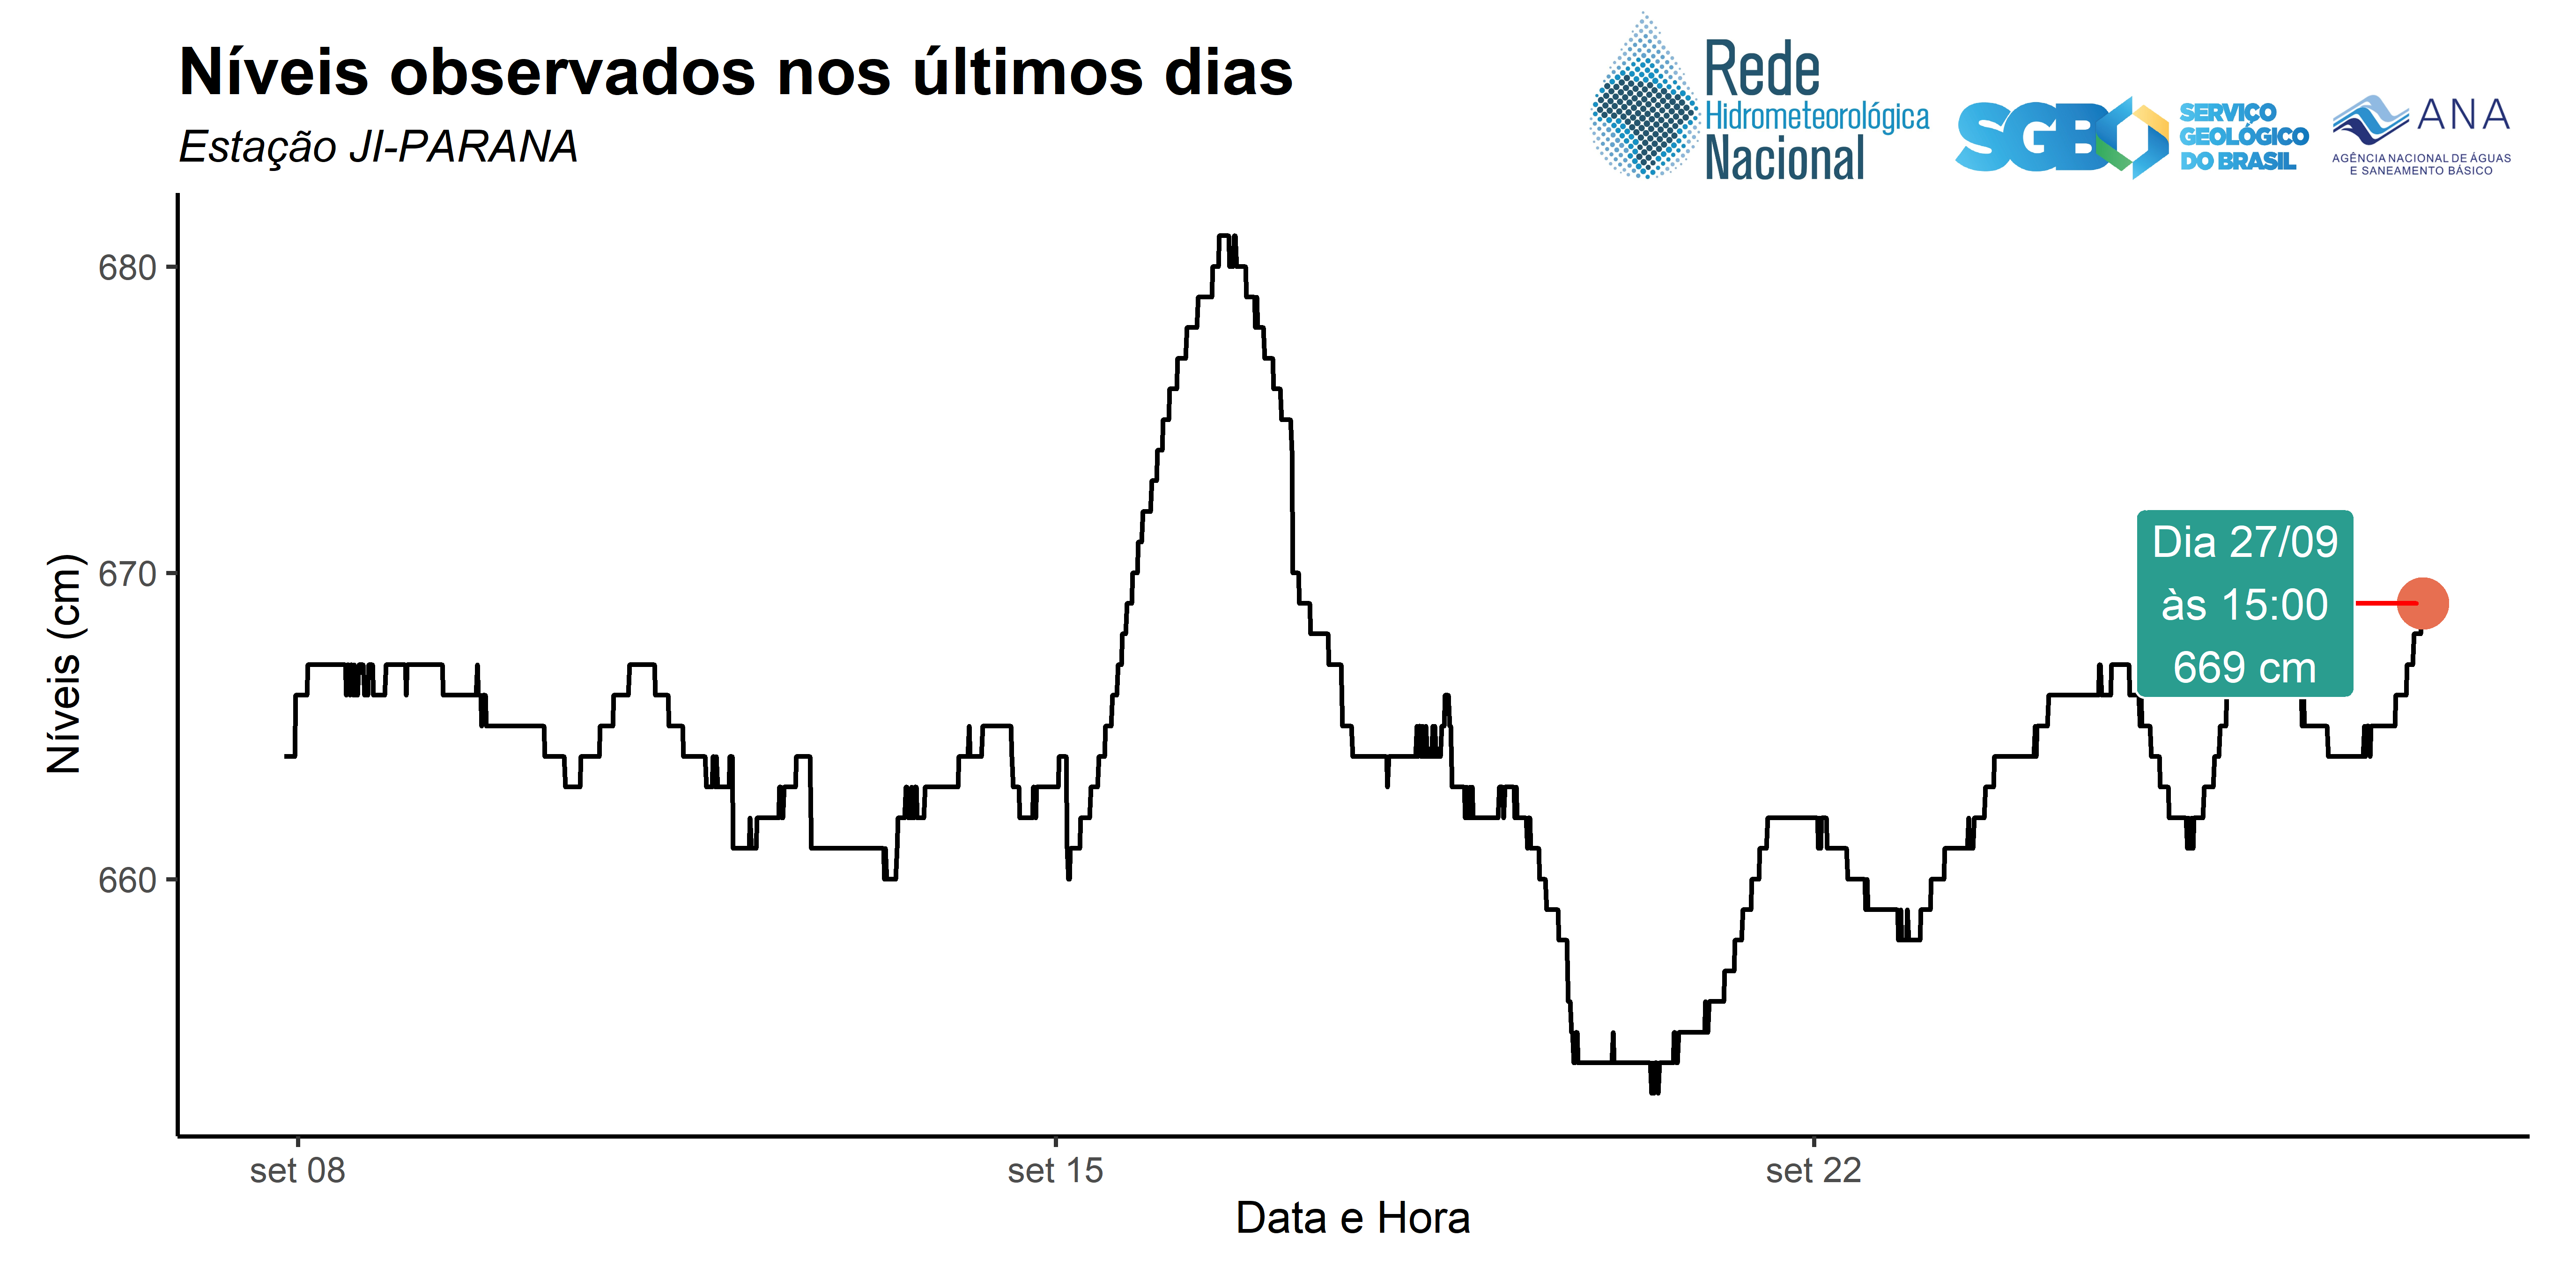 Níveis observados nos últimos dias
Estação JI-PARANA
Rede
Hidrometeorológica
Nacional
SGB
SERVIÇO
GEOLÓGICO
DO BRASIL
ANA
AGÊNCIA NACIONAL DE ÁGUAS
E SANEAMENTO BÁSICO
680
670
660
Níveis (cm)
Dia 27/09
às 15:00
669 cm
set 08
set 15
set 22
Data e Hora